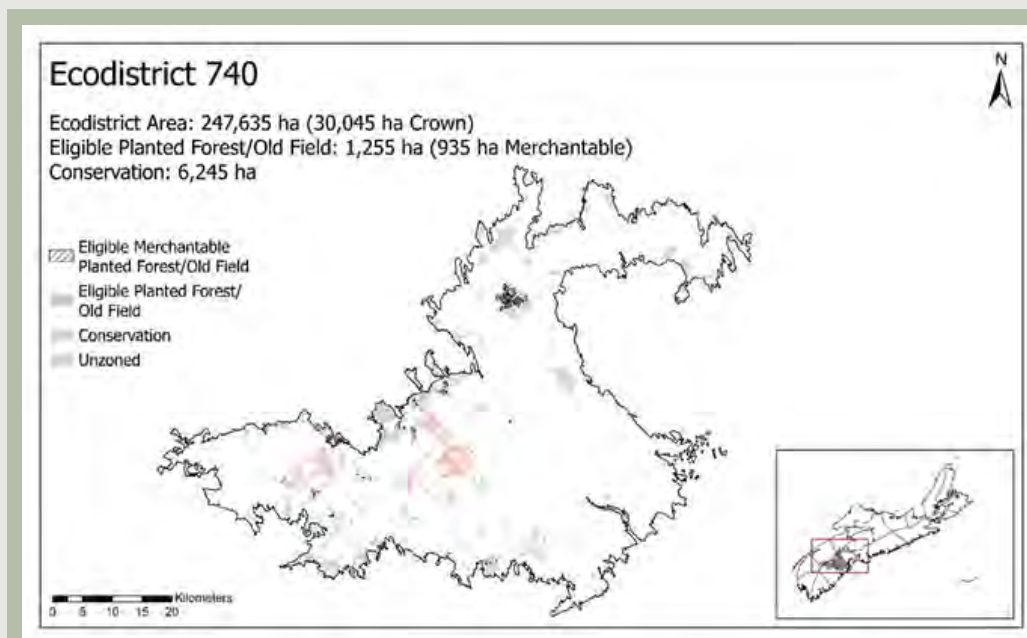 Ecodistrict 740
N
Ecodistrict Area: 247,635 ha (30,045 ha Crown)
Eligible Planted Forest/Old Field: 1,255 ha (935 ha Merchantable)
Conservation: 6,245 ha
Eligible Merchantable
Planted Forest/Old Field
Eligible Planted Forest/
Old Field
Conservation
Unzoned
Kilometers
0 5 10 15 20